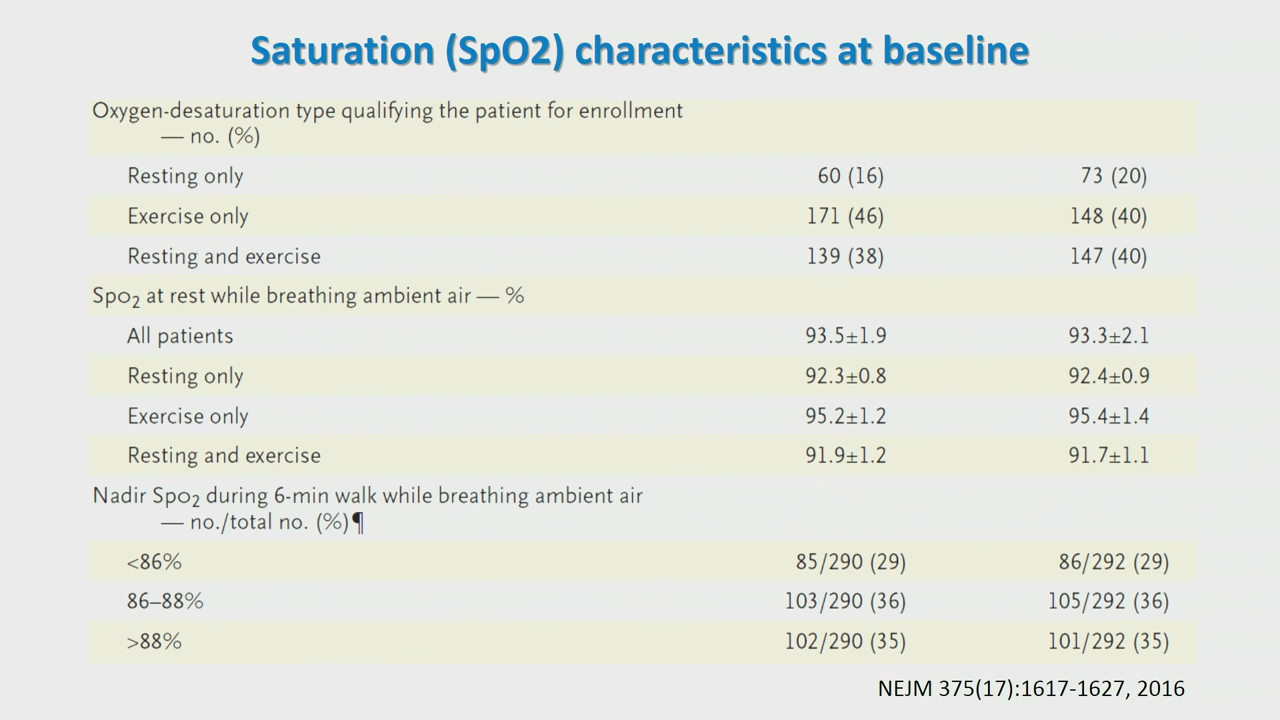 Saturation (SpO2) characteristics at baseline
Oxygen-desaturation type qualifying the patient for enrollment
— no. (%)
Resting only 60 (16) 73 (20)
Exercise only 171 (46) 148 (40)
Resting and exercise 139 (38) 147 (40)
Spo2 at rest while breathing ambient air — %
All patients 93.5±1.9 93.3±2.1
Resting only 92.3±0.8 92.4±0.9
Exercise only 95.2±1.2 95.4±1.4
Resting and exercise 91.9±1.2 91.7±1.1
Nadir Spo2 during 6-min walk while breathing ambient air
— no./total no. (%)¶
<86% 85/290 (29) 86/292 (29)
86–88% 103/290 (36) 105/292 (36)
>88% 102/290 (35) 101/292 (35)
NEJM 375(17):1617-1627, 2016